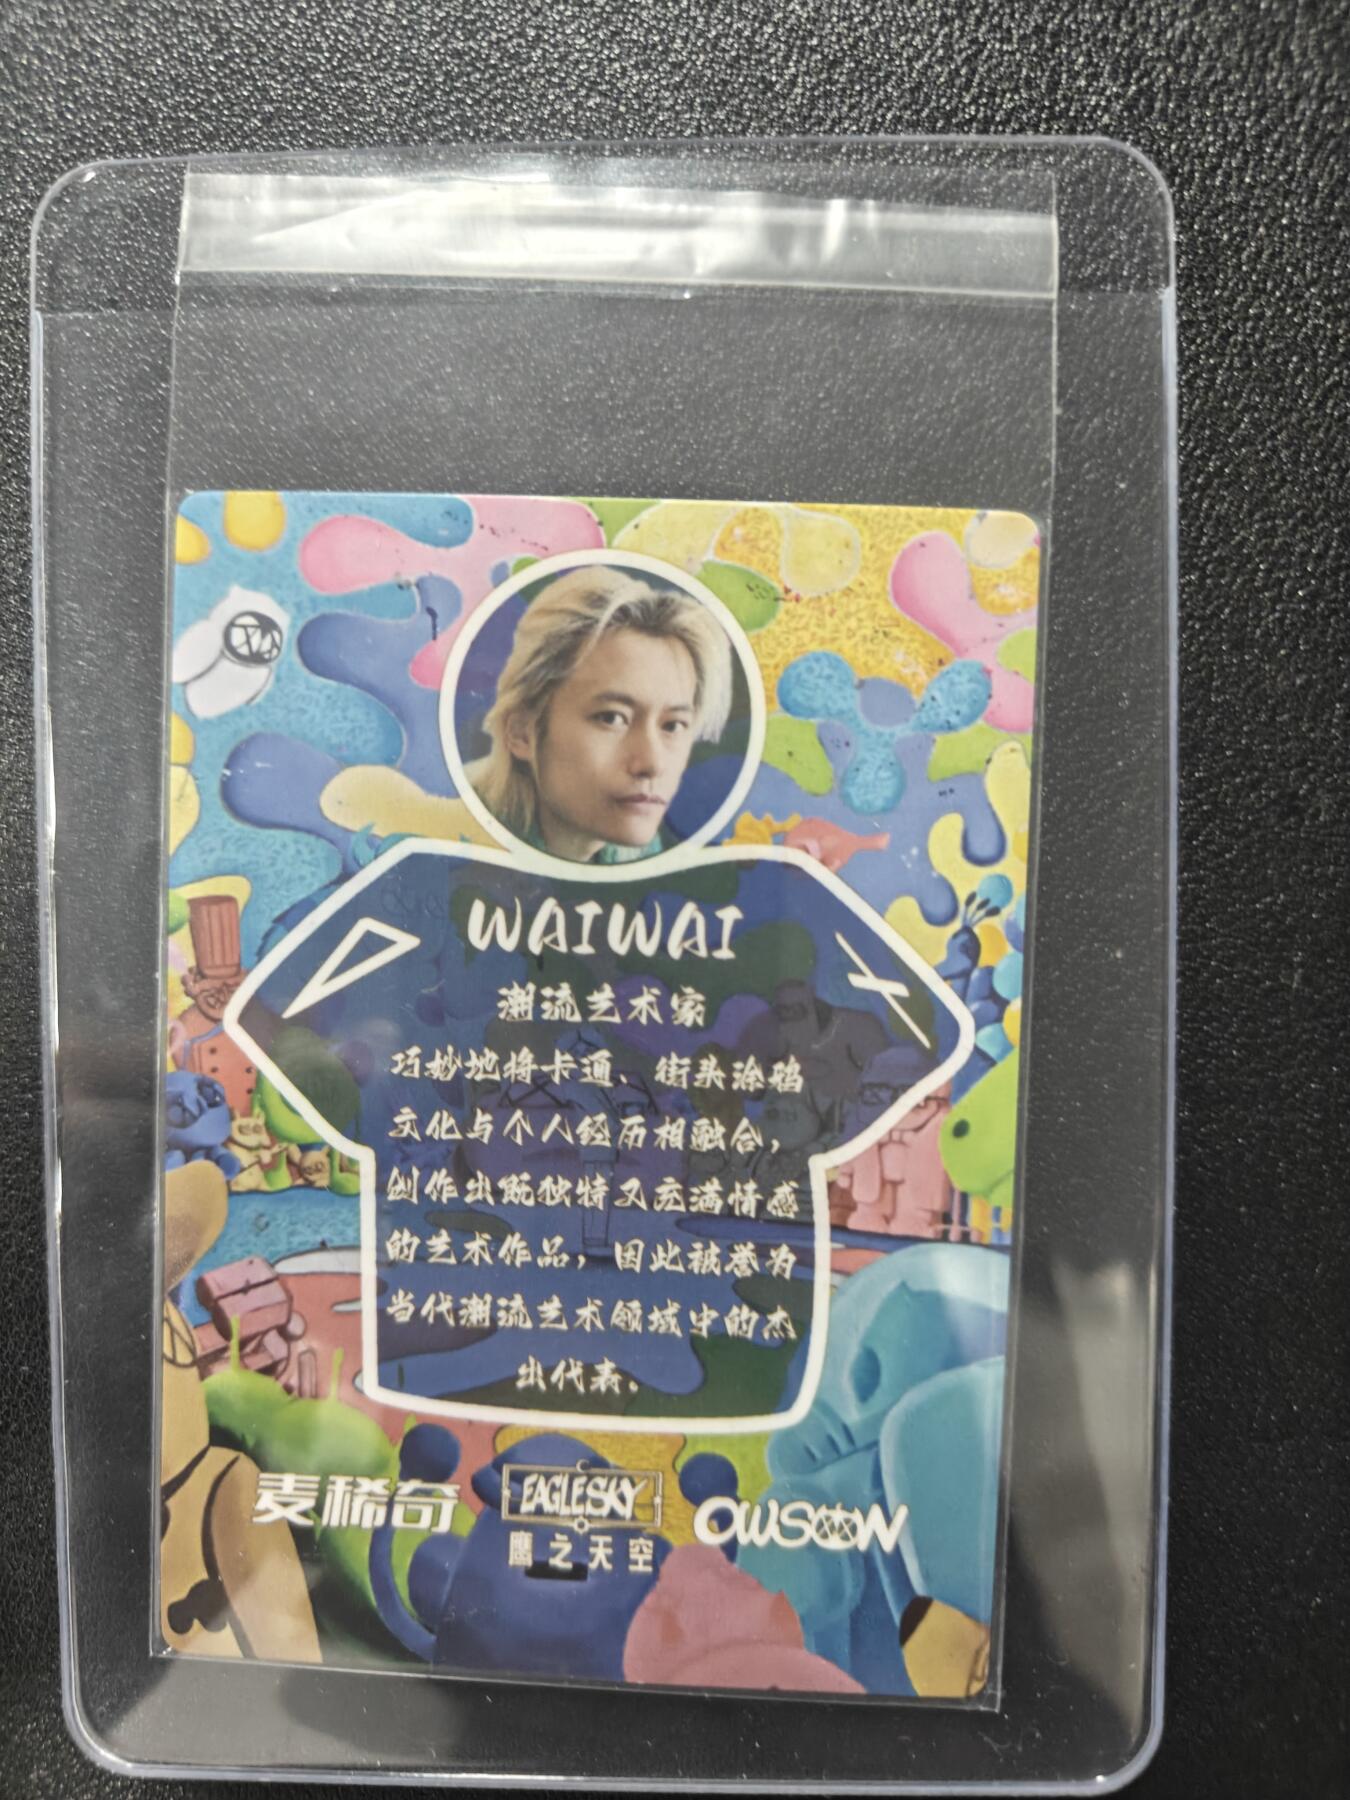 WAIWAI
潮流艺术家
巧妙地将卡通、街头涂鸦
文化与个人经历相融合，
创作出既独特又充满情感
的艺术作品，因此被誉为
当代潮流艺术领域中的杰
出代表。
麦稀奇
EAGLESKY
鹰之天空
OWSOON